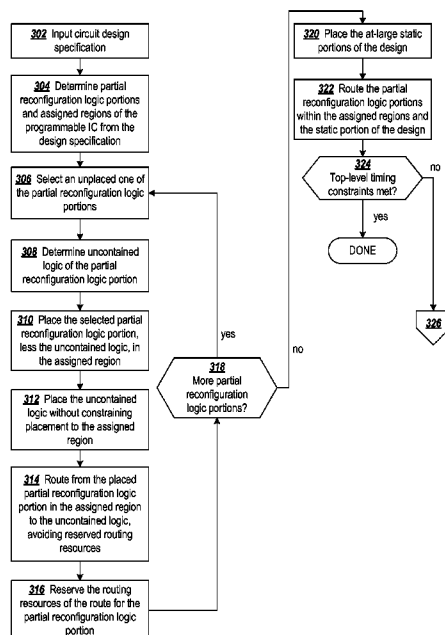 302 Input circuit design
specification
304 Determine partial
reconfiguration logic portions
and assigned regions of the
programmable IC from the
design specification
306 Select an unplaced one of
the partial reconfiguration logic
portions
308 Determine uncontained
logic of the partial
reconfiguration logic portion
310 Place the selected partial
reconfiguration logic portion,
less the uncontained logic, in
the assigned region
312 Place the uncontained
logic without constraining
placement to the assigned
region
314 Route from the placed
partial reconfiguration logic
portion in the assigned region
to the uncontained logic,
avoiding reserved routing
resources
316 Reserve the routing
resources of the route for the
partial reconfiguration logic
portion
yes
318
More partial
reconfiguration
logic portions?
no
320 Place the at-large static
portions of the design
322 Route the partial
reconfiguration logic portions
within the assigned regions and
the static portion of the design
324
Top-level timing
constraints met?
no
yes
DONE
326